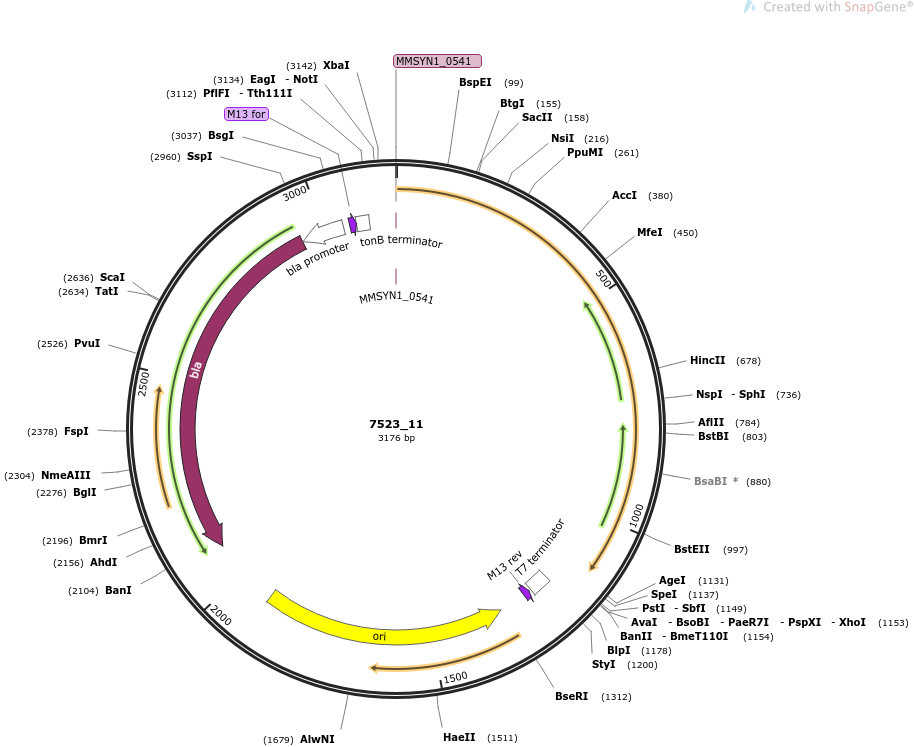 Created with SnapGene®
MMSYN1_0541
BspEI (99)
BtgI (155)
SacII (158)
NsiI (216)
PpuMI (261)
AccI (380)
MfeI (450)
500
HincII (678)
NspI - SphI (736)
AflII (784)
BstBI (803)
BsaBI * (880)
1000
BstEII (997)
AgeI (1131)
SpeI (1137)
PstI - SbfI (1149)
AvaI - BsoBI - PaeR7I - PspXI - XhoI (1153)
BanII - BmeT110I (1154)
BlpI (1178)
StyI (1200)
BseRI (1312)
HaeII (1511)
1500
(1679) AlwNI
2000
(2104) BanI
(2156) AhdI
(2196) BmrI
(2276) BglI
(2304) NmeAIII
(2378) FspI
2500
(2526) PvuI
(2634) TatI
(2636) ScaI
(2960) SspI
3000
(3037) BsgI
M13 for
(3112) PflFI - Tth111I
(3134) EagI - NotI
(3142) XbaI
tonB terminator
bla promoter
MMSYN1_0541
bla
7523_11
3176 bp
M13 rev
T7 terminator
ori